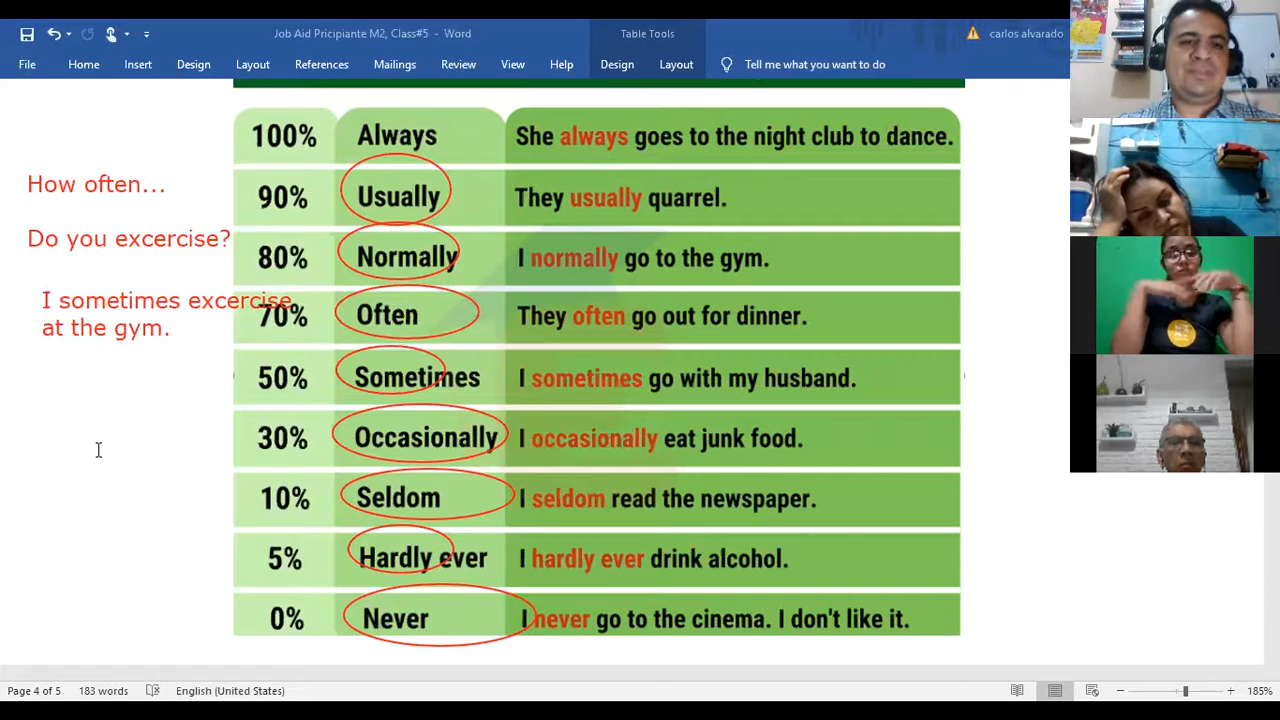 Job Aid Pricipiante M2, Class#5 - Word
Table Tools
carlos alvarado
File Home Insert Design Layout References Mailings Review View Help Design Layout Tell me what you want to do
100% Always She always goes to the night club to dance.
How often...
90% Usually They usually quarrel.
Do you excercise?
80% Normally I normally go to the gym.
I sometimes excercise
at the gym.
70% Often They often go out for dinner.
50% Sometimes I sometimes go with my husband.
30% Occasionally I occasionally eat junk food.
10% Seldom I seldom read the newspaper.
5% Hardly ever I hardly ever drink alcohol.
0% Never I never go to the cinema. I don't like it.
Page 4 of 5 183 words English (United States) 185%